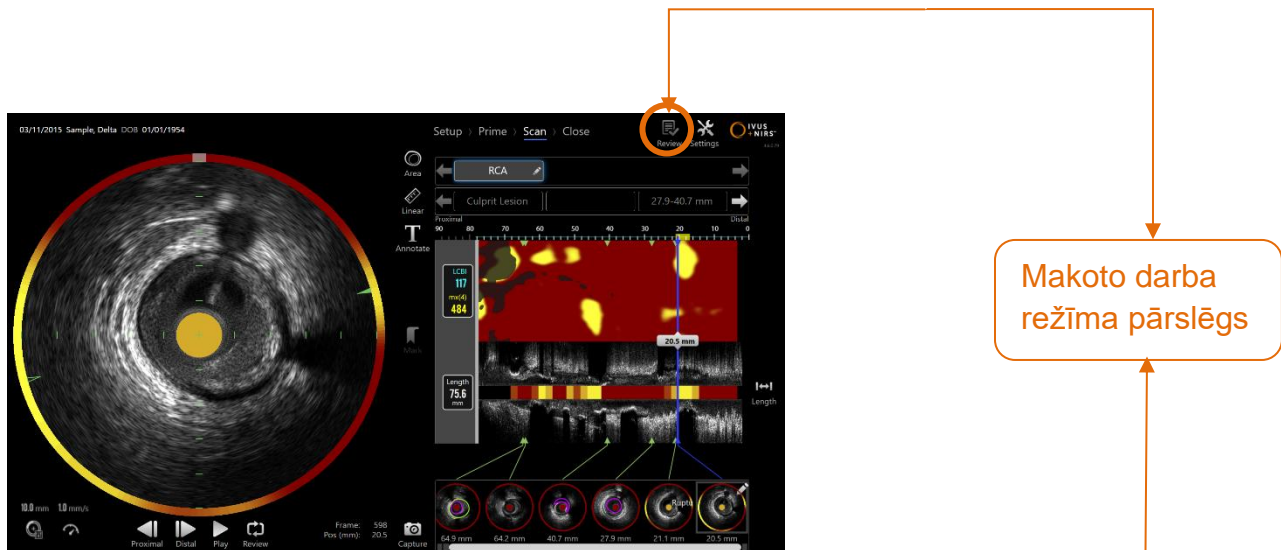 03/11/2015 Sample, Delta DOB 01/01/1954
Setup > Prime > Scan > Close
Review
Settings
IVUS
+NIRS™
Area
RCA
Linear
Culprit Lesion
27.9-40.7 mm
Proximal
Distal
90 80 70 60 50 40 30 20 10 0
Annotate
LCBI
117
mx(4)
484
Mark
20.5 mm
Length
75.6
mm
Length
Makoto darba
režīma pārslēgs
10.0 mm 1.0 mm/s
Proximal
Distal
Play
Review
Frame: 598
Pos (mm): 20.5
Capture
Ruptu
64.9 mm
64.2 mm
40.7 mm
27.9 mm
21.1 mm
20.5 mm